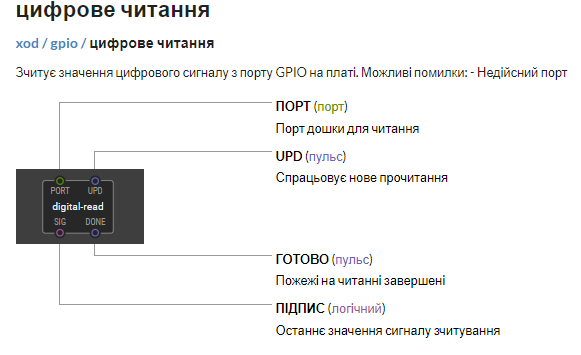 цифрове читання
xod / gpio / цифрове читання
Зчитує значення цифрового сигналу з порту GPIO на платі. Можливі помилки: - Недійсний порт
ПОРТ (порт)
Порт дошки для читання
UPD (пульс)
Спрацьовує нове прочитання
PORT UPD
digital-read
SIG DONE
ГОТОВО (пульс)
Пожежі на читанні завершені
ПІДПИС (логічний)
Останнє значення сигналу зчитування